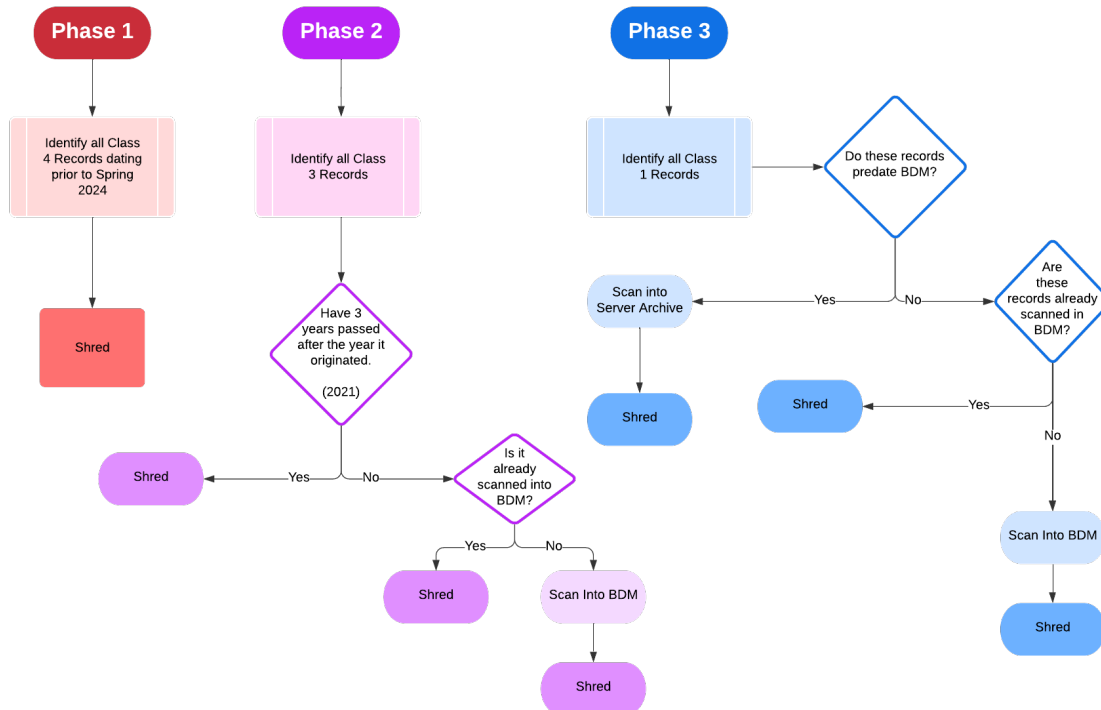 Phase 1
Phase 2
Phase 3
Identify all Class
4 Records dating
prior to Spring
2024
Identify all Class
3 Records
Identify all Class
1 Records
Do these records
predate BDM?
Shred
Have 3
years passed
after the year it
originated.
(2021)
Yes
No
Shred
Is it
already
scanned into
BDM?
Yes
No
Shred
Scan Into BDM
Shred
Yes
No
Scan into
Server Archive
Shred
Are
these
records already
scanned in
BDM?
Yes
No
Shred
Scan Into BDM
Shred